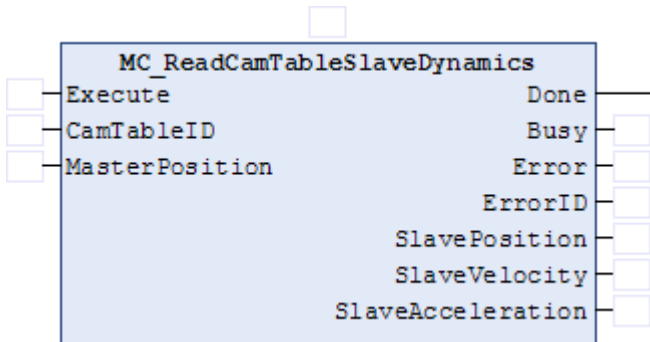 MC_ReadCamTableSlaveDynamics
Execute Done
CamTableID Busy
MasterPosition Error
ErrorID
SlavePosition
SlaveVelocity
SlaveAcceleration